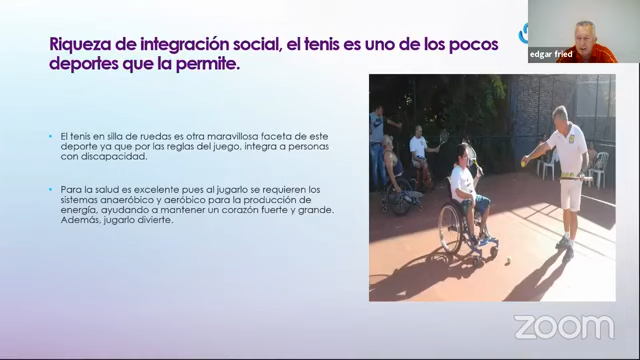 Riqueza de integración social, el tenis es uno de los pocos
deportes que la permite.
edgar fried
El tenis en silla de ruedas es otra maravillosa faceta de este
deporte ya que por las reglas del juego, integra a personas
con discapacidad.
Para la salud es excelente pues al jugarlo se requieren los
sistemas anaeróbico y aeróbico para la producción de
energía, ayudando a mantener un corazón fuerte y grande.
Además, jugarlo divierte.
zoom